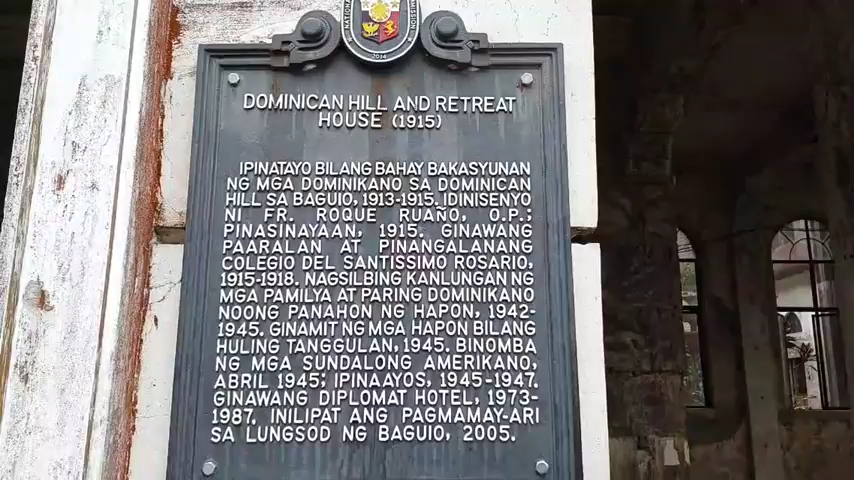 2014
DOMINICAN HILL AND RETREAT
HOUSE (1915)
IPINATAYO BILANG BAHAY BAKASYUNAN
NG MGA DOMINIKANO SA DOMINICAN
HILL SA BAGUIO, 1913-1915. IDINISENYO
NI FR. ROQUE RUAÑO, O.P.;
PINASINAYAAN, 1915. GINAWANG
PAARALAN AT PINANGALANANG
COLEGIO DEL SANTISSIMO ROSARIO,
1915-1918. NAGSILBING KANLUNGAN NG
MGA PAMILYA AT PARING DOMINIKANO
NOONG PANAHON NG HAPON, 1942-
1945. GINAMIT NG MGA HAPON BILANG
HULING TANGGULAN, 1945. BINOMBA
NG MGA SUNDALONG AMERIKANO,
ABRIL 1945; IPINAAYOS, 1945-1947.
GINAWANG DIPLOMAT HOTEL, 1973-
1987. INILIPAT ANG PAGMAMAY-ARI
SA LUNGSOD NG BAGUIO, 2005.